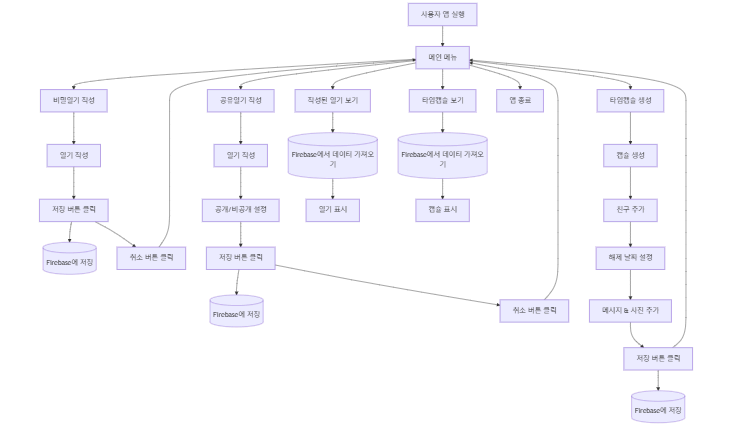 사용자 앱 실행
메인 메뉴
비밀일기 작성
공유일기 작성
작성된 일기 보기
타임캡슐 보기
앱 종료
타임캡슐 생성
일기 작성
일기 작성
Firebase에서 데이터 가져오
기
Firebase에서 데이터 가져오
기
캡슐 생성
저장 버튼 클릭
공개/비공개 설정
일기 표시
캡슐 표시
친구 추가
Firebase에 저장
취소 버튼 클릭
저장 버튼 클릭
해제 날짜 설정
Firebase에 저장
취소 버튼 클릭
메시지 & 사진 추가
저장 버튼 클릭
Firebase에 저장